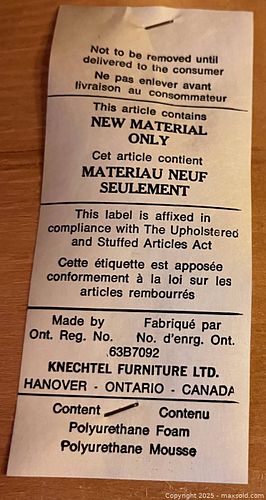 Not to be removed until
delivered to the consumer
Ne pas enlever avant
livraison au consommateur
This article contains
NEW MATERIAL
ONLY
Cet article contient
MATERIAU NEUF
SEULEMENT
This label is affixed in
compliance with The Upholstered
and Stuffed Articles Act
Cette étiquette est apposée
conformement à la loi sur les
articles rembourrés
Made by Fabriqué par
Ont. Reg. No. No. d'enrg. Ont.
63B7092
KNECHTEL FURNITURE LTD.
HANOVER - ONTARIO - CANADA
Content Contenu
Polyurethane Foam
Polyurethane Mousse
Copyright © 2025 - maxsold.com